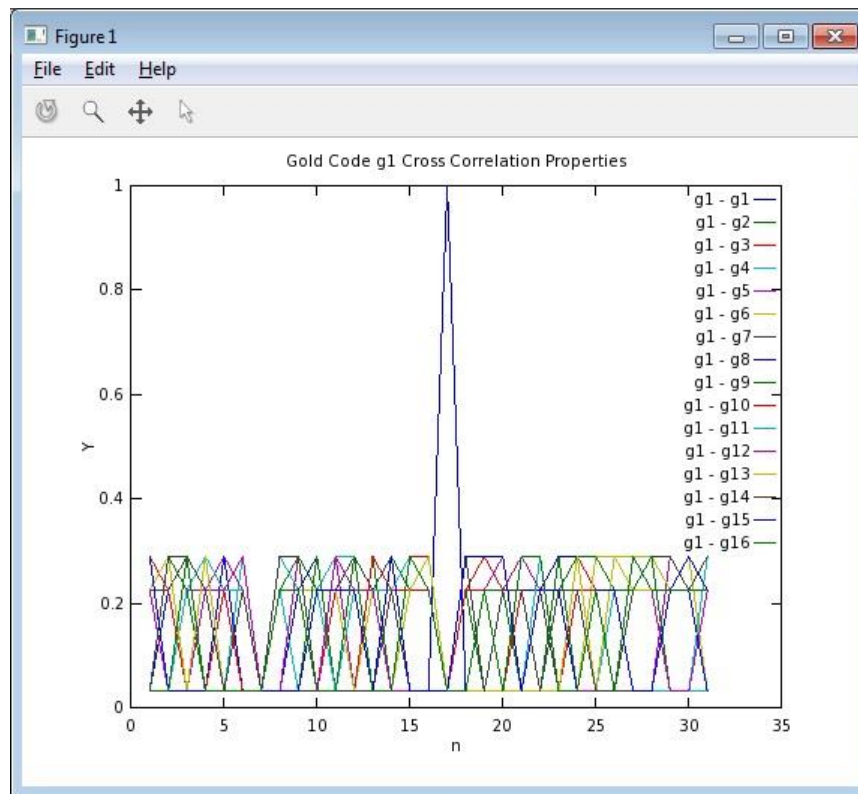 Figure 1
File Edit Help
Gold Code g1 Cross Correlation Properties
1
0.8
0.6
0.4
0.2
0
Y
0 5 10 15 20 25 30 35
n
g1 - g1
g1 - g2
g1 - g3
g1 - g4
g1 - g5
g1 - g6
g1 - g7
g1 - g8
g1 - g9
g1 - g10
g1 - g11
g1 - g12
g1 - g13
g1 - g14
g1 - g15
g1 - g16